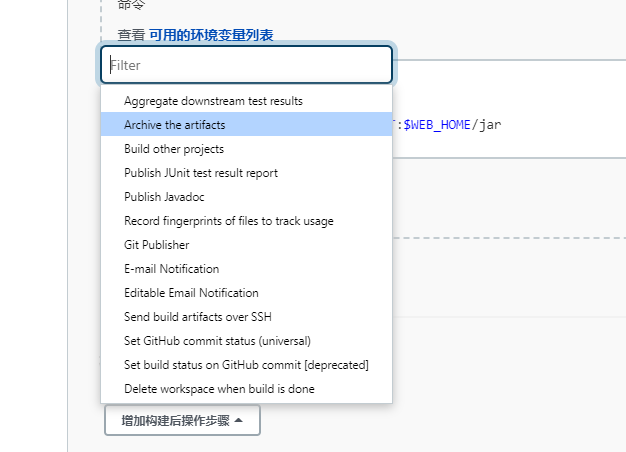 命令
查看 可用的环境变量列表
Filter
Aggregate downstream test results
Archive the artifacts
:$WEB_HOME/jar
Build other projects
Publish JUnit test result report
Publish Javadoc
Record fingerprints of files to track usage
Git Publisher
E-mail Notification
Editable Email Notification
Send build artifacts over SSH
Set GitHub commit status (universal)
Set build status on GitHub commit [deprecated]
Delete workspace when build is done
增加构建后操作步骤